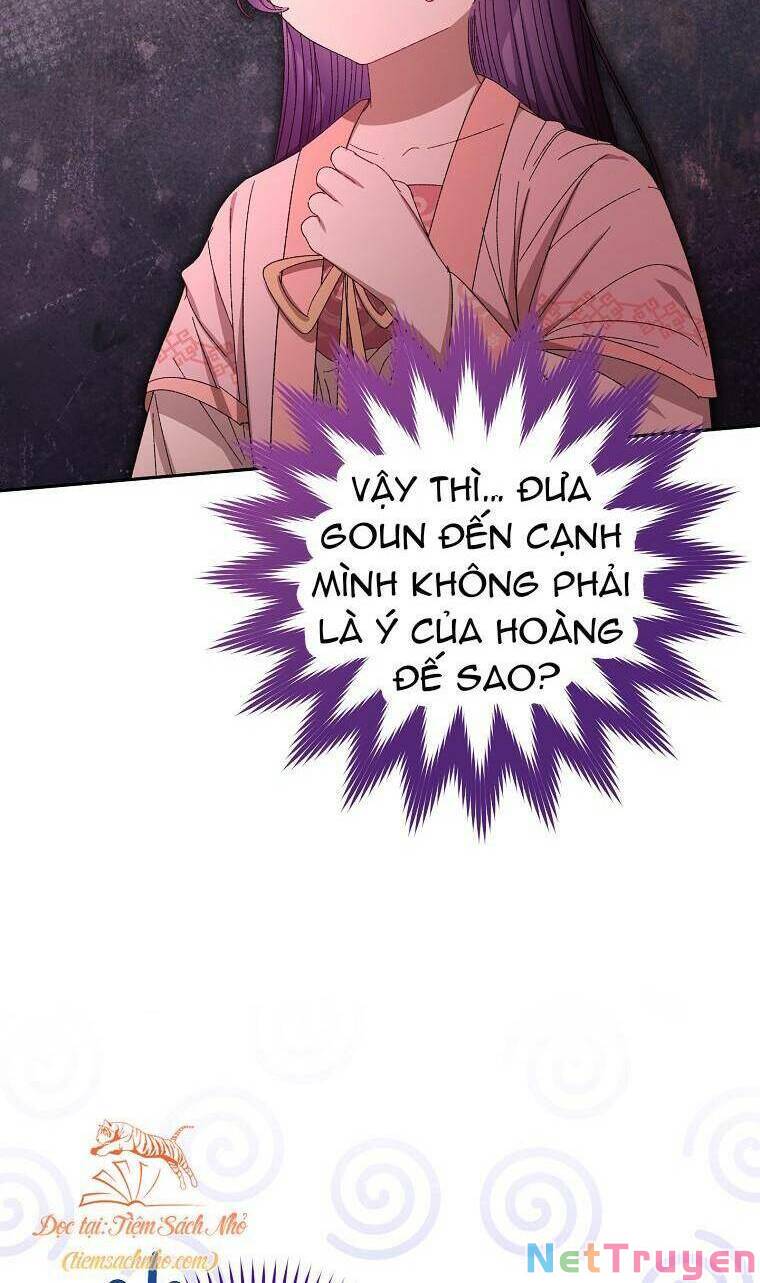 VẬY THÌ... ĐƯA
GOUN ĐẾN CẠNH
MÌNH KHÔNG PHẢI
LÀ Ý CỦA HOÀNG
ĐẾ SAO?
Đọc tại: Tiệm Sách Nhỏ
(tiemsachnho.com)
NetTruyen